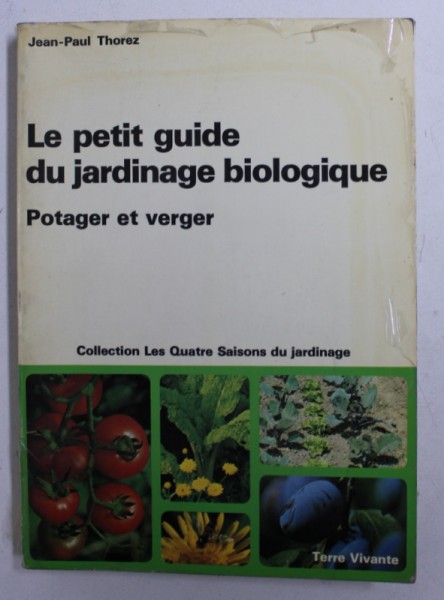 Jean-Paul Thorez
Le petit guide
du jardinage biologique
Potager et verger
Collection Les Quatre Saisons du jardinage
Terre Vivante